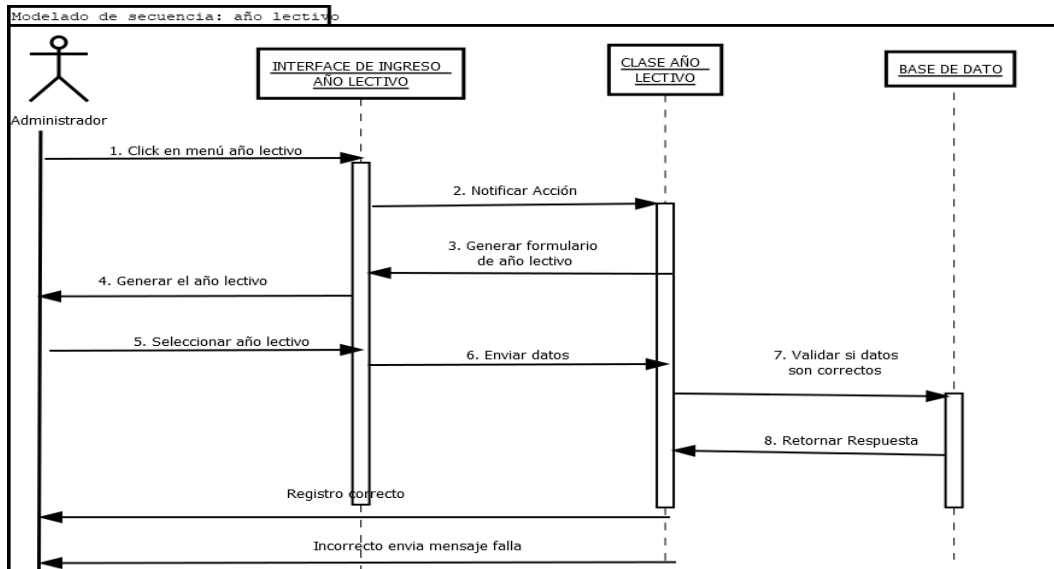 Modelado de secuencia: año lectivo
INTERFACE DE INGRESO
AÑO LECTIVO
CLASE AÑO
LECTIVO
BASE DE DATO
Administrador
1. Click en menú año lectivo
2. Notificar Acción
3. Generar formulario
de año lectivo
4. Generar el año lectivo
5. Seleccionar año lectivo
6. Enviar datos
7. Validar si datos
son correctos
8. Retornar Respuesta
Registro correcto
Incorrecto envia mensaje falla